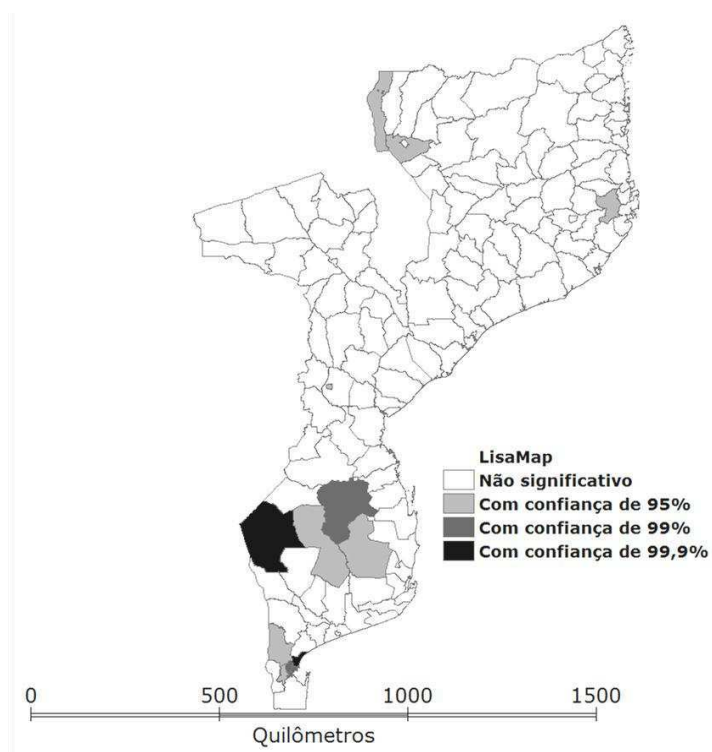 LisaMap
Não significativo
Com confiança de 95%
Com confiança de 99%
Com confiança de 99,9%
0 500 1000 1500
Quilômetros